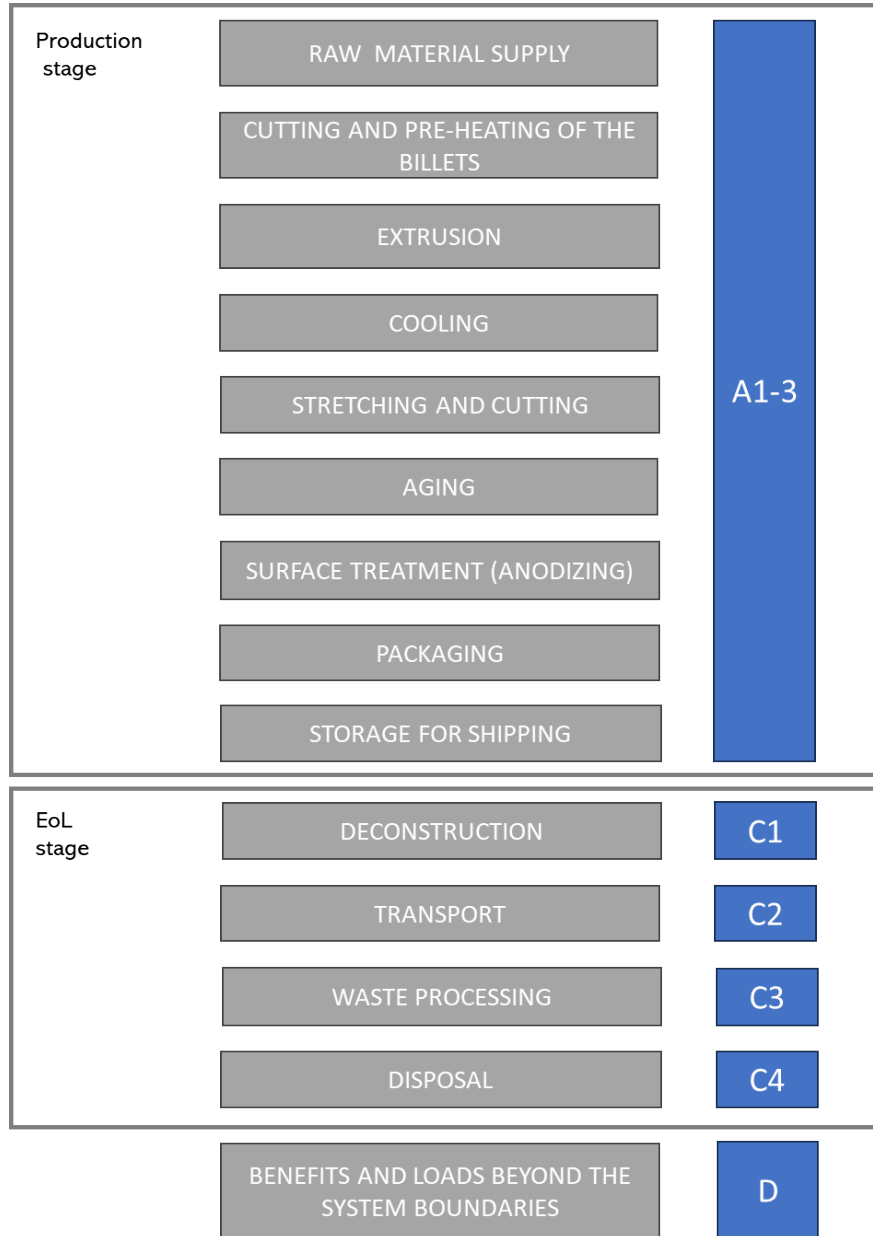 Production
stage
RAW  MATERIAL SUPPLY
CUTTING AND PRE-HEATING OF THE
BILLETS
EXTRUSION
COOLING
STRETCHING AND CUTTING
AGING
SURFACE TREATMENT (ANODIZING)
PACKAGING
STORAGE FOR SHIPPING
A1-3
EoL
stage
DECONSTRUCTION
C1
TRANSPORT
C2
WASTE PROCESSING
C3
DISPOSAL
C4
BENEFITS AND LOADS BEYOND THE
SYSTEM BOUNDARIES
D